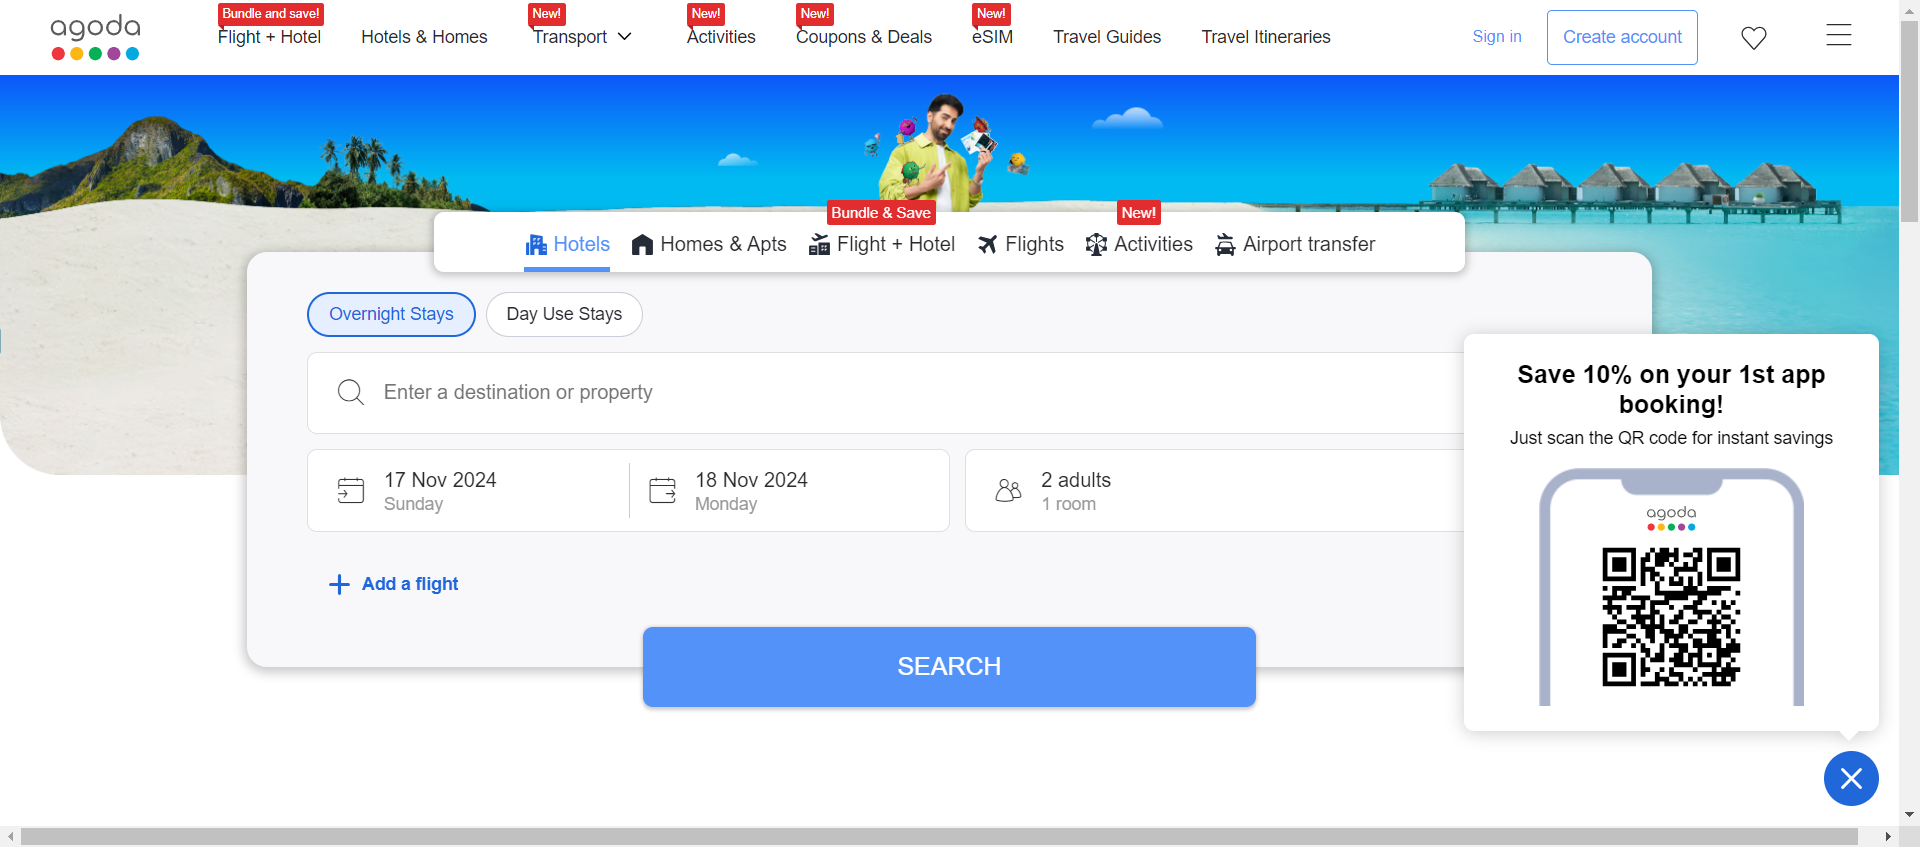 agoda
Bundle and save!
Flight + Hotel
Hotels & Homes
New!
Transport
New!
Activities
New!
Coupons & Deals
New!
eSIM
Travel Guides
Travel Itineraries
Sign in
Create account
Bundle & Save
New!
Hotels
Homes & Apts
Flight + Hotel
Flights
Activities
Airport transfer
Overnight Stays
Day Use Stays
Enter a destination or property
17 Nov 2024
Sunday
18 Nov 2024
Monday
2 adults
1 room
Add a flight
SEARCH
Save 10% on your 1st app
booking!
Just scan the QR code for instant savings
agoda